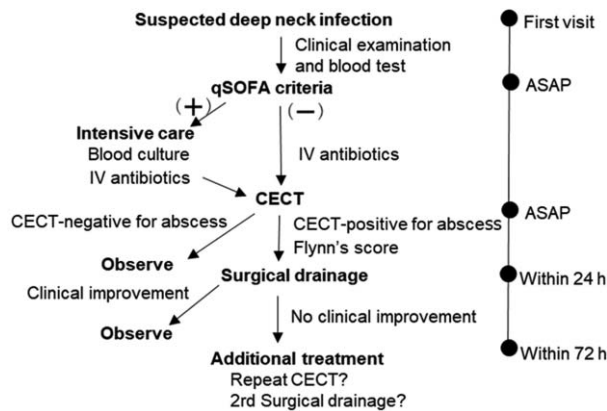 Suspected deep neck infection
First visit
Clinical examination
and blood test
qSOFA criteria
ASAP
(+)
(−)
Intensive care
Blood culture
IV antibiotics
IV antibiotics
CECT
ASAP
CECT-negative for abscess
CECT-positive for abscess
Flynn's score
Observe
Surgical drainage
Within 24 h
Clinical improvement
No clinical improvement
Observe
Additional treatment
Within 72 h
Repeat CECT?
2rd Surgical drainage?